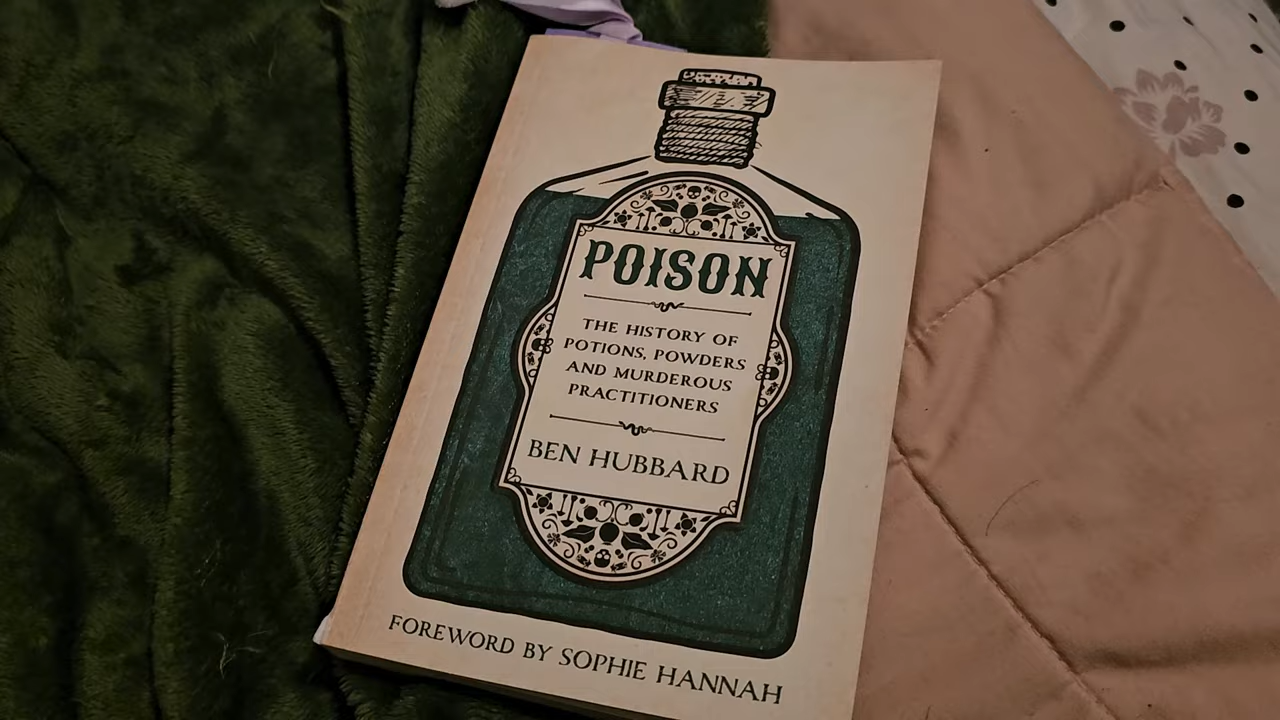 POISON
THE HISTORY OF
POTIONS, POWDERS
AND MURDEROUS
PRACTITIONERS
BEN HUBBARD
FOREWORD BY SOPHIE HANNAH